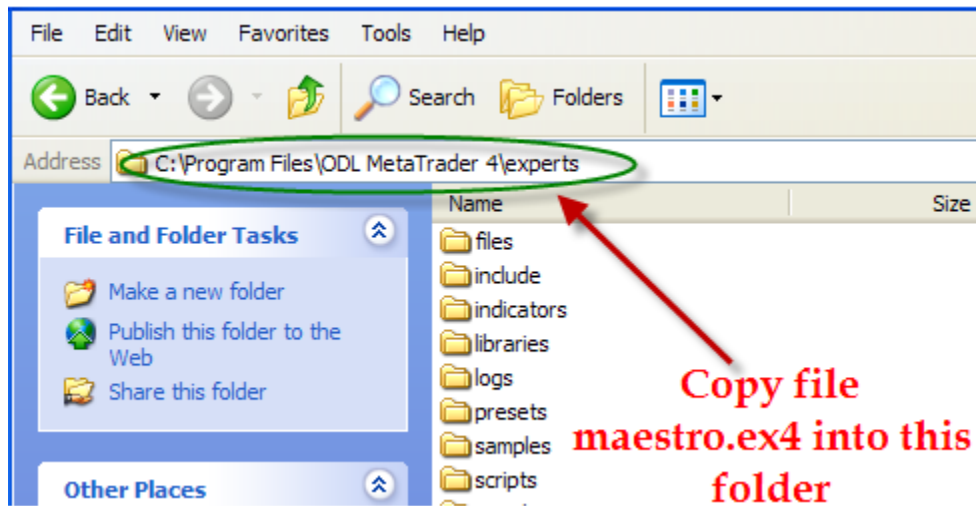 File Edit View Favorites Tools Help
Back Search Folders
Address C:\Program Files\ODL MetaTrader 4\experts
Name Size
File and Folder Tasks
Make a new folder
Publish this folder to the
Web
Share this folder
Other Places
files
include
indicators
libraries
logs
presets
samples
scripts
Copy file
maestro.ex4 into this
folder